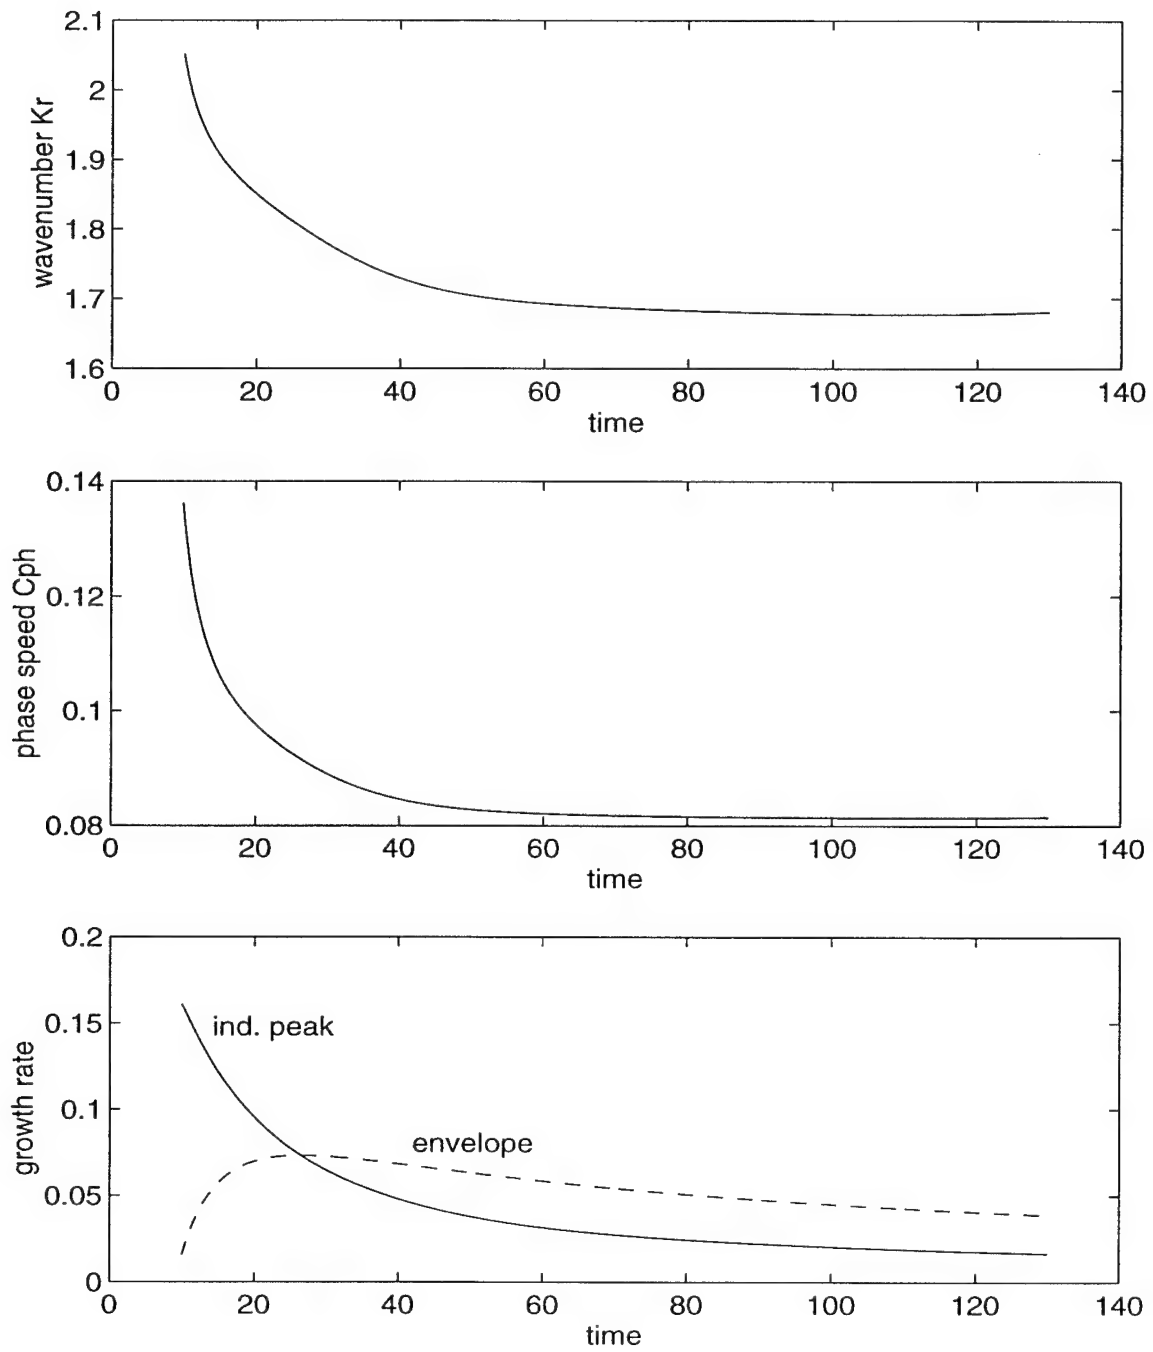 2.1
2
1.9
1.8
1.7
1.6
wavenumber Kr
0 20 40 60 80 100 120 140
time
0.14
0.12
0.1
0.08
phase speed Cph
0 20 40 60 80 100 120 140
time
0.2
0.15
0.1
0.05
0
growth rate
ind. peak
envelope
0 20 40 60 80 100 120 140
time